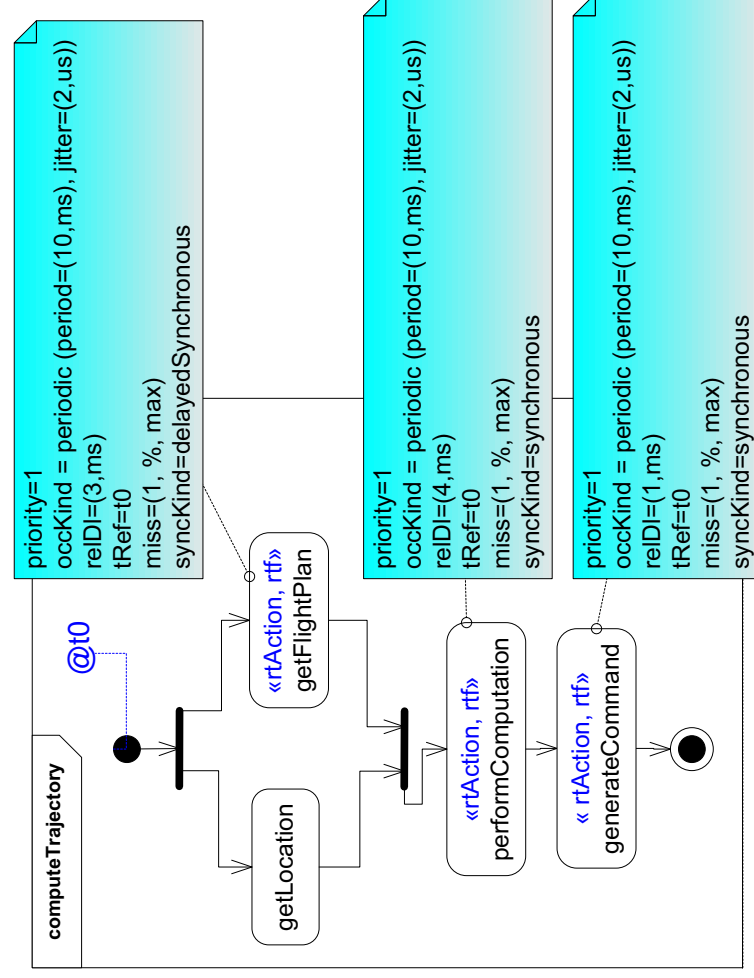 computeTrajectory
@t0
getLocation
«rtAction, rtf»
getFlightPlan
priority=1
occKind = periodic (period=(10,ms), jitter=(2,us))
relDl=(3,ms)
tRef=t0
miss=(1, %, max)
syncKind=delayedSynchronous
«rtAction, rtf»
performComputation
priority=1
occKind = periodic (period=(10,ms), jitter=(2,us))
relDl=(4,ms)
tRef=t0
miss=(1, %, max)
syncKind=synchronous
« rtAction, rtf»
generateCommand
priority=1
occKind = periodic (period=(10,ms), jitter=(2,us))
relDl=(1,ms)
tRef=t0
miss=(1, %, max)
syncKind=synchronous